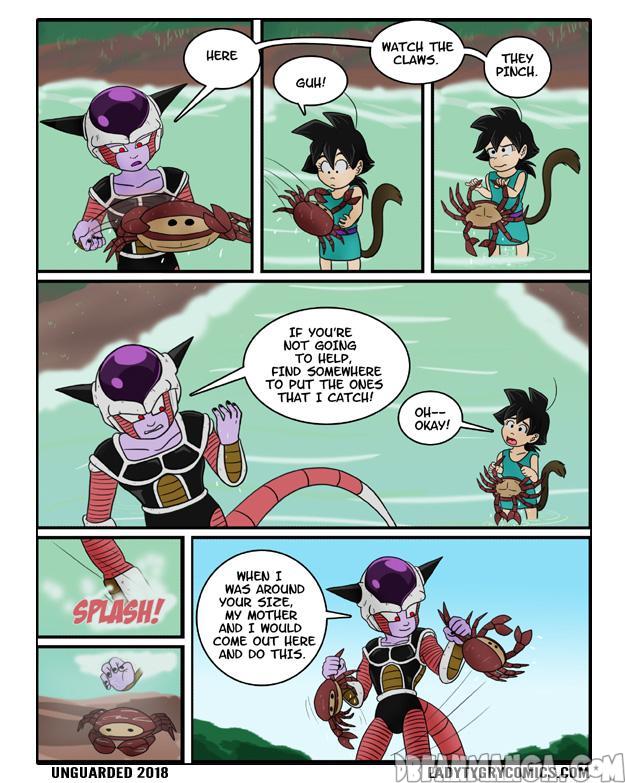 HERE
WATCH THE
CLAWS.
GUH!
THEY
PINCH.
IF YOU'RE
NOT GOING
TO HELP,
FIND SOMEWHERE
TO PUT THE ONES
THAT I CATCH!
OH--
OKAY!
SPLASH!
WHEN I
WAS AROUND
YOUR SIZE,
MY MOTHER
AND I WOULD
COME OUT HERE
AND DO THIS.
UNGUARDED 2018
LADYTYGRYCOMICS.COM
DBZENMANGA.COM